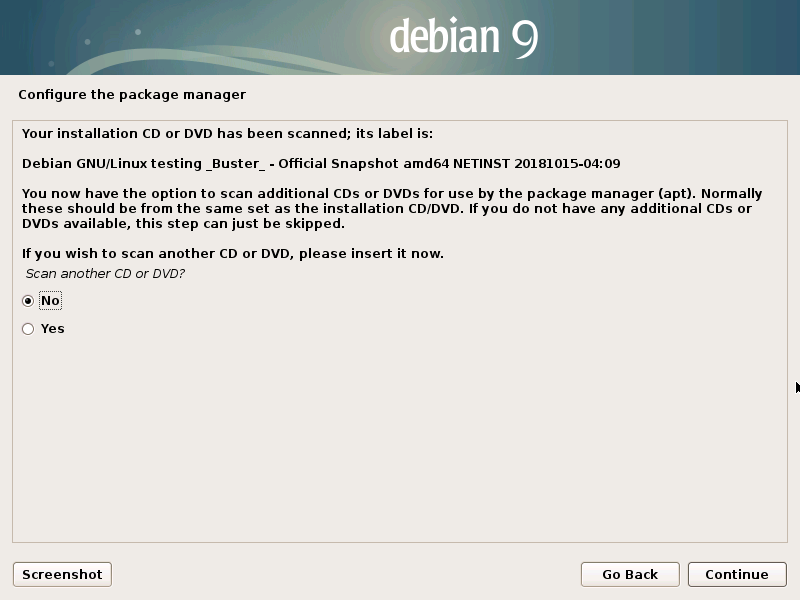 debian 9
Configure the package manager
Your installation CD or DVD has been scanned; its label is:
Debian GNU/Linux testing _Buster_ - Official Snapshot amd64 NETINST 20181015-04:09
You now have the option to scan additional CDs or DVDs for use by the package manager (apt). Normally
these should be from the same set as the installation CD/DVD. If you do not have any additional CDs or
DVDs available, this step can just be skipped.
If you wish to scan another CD or DVD, please insert it now.
Scan another CD or DVD?
No
Yes
Screenshot
Go Back
Continue